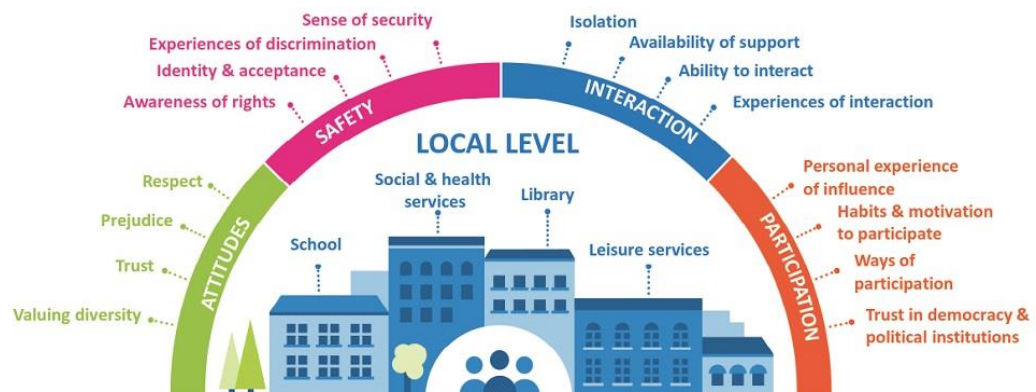 Sense of security
Experiences of discrimination
Identity & acceptance
Awareness of rights
SAFETY
Isolation
Availability of support
Ability to interact
Experiences of interaction
INTERACTION
LOCAL LEVEL
Respect
Prejudice
Trust
Valuing diversity
ATTITUDES
School
Social & health
services
Library
Leisure services
Personal experience
of influence
Habits & motivation
to participate
Ways of
participation
Trust in democracy &
political institutions
PARTICIPATION